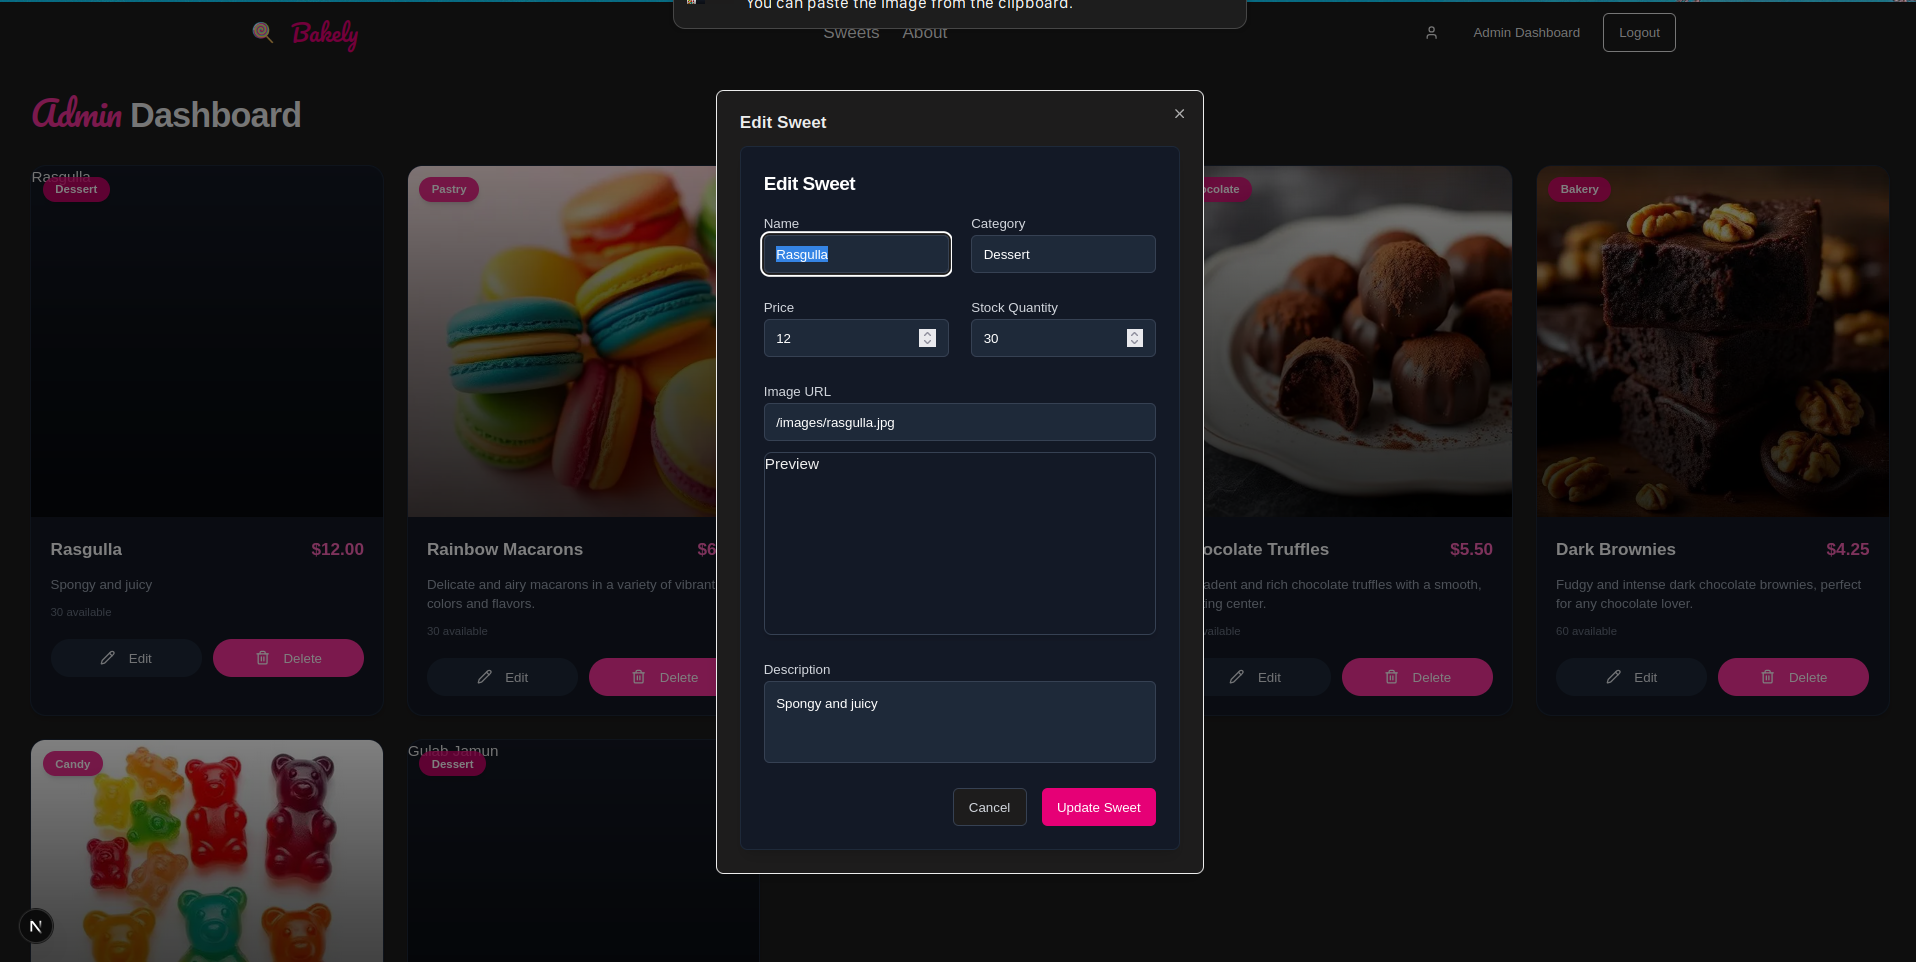 You can paste the image from the clipboard.
Bakely
Sweets
About
Admin Dashboard
Logout
Admin Dashboard
Edit Sweet
Edit Sweet
Name
Rasgulla
Category
Dessert
Price
12
Stock Quantity
30
Image URL
/images/rasgulla.jpg
Preview
Description
Spongy and juicy
Cancel
Update Sweet
Rasgulla
Dessert
Rasgulla
$12.00
Spongy and juicy
30 available
Edit
Delete
Pastry
Rainbow Macarons
$6
Delicate and airy macarons in a variety of vibrant
colors and flavors.
30 available
Edit
Delete
ocolate
ocolate Truffles
$5.50
adent and rich chocolate truffles with a smooth,
ing center.
vailable
Edit
Delete
Bakery
Dark Brownies
$4.25
Fudgy and intense dark chocolate brownies, perfect
for any chocolate lover.
60 available
Edit
Delete
Candy
Gulab Jamun
Dessert
N